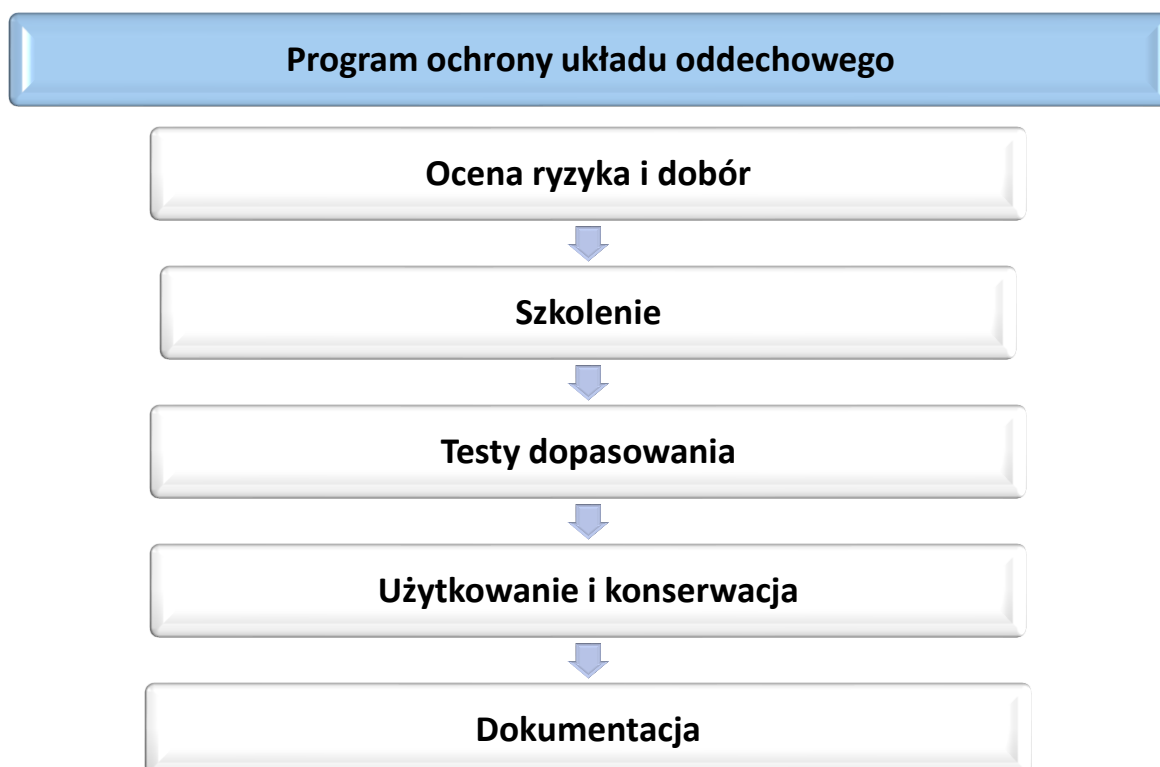 Program ochrony układu oddechowego
Ocena ryzyka i dobór
Szkolenie
Testy dopasowania
Użytkowanie i konserwacja
Dokumentacja